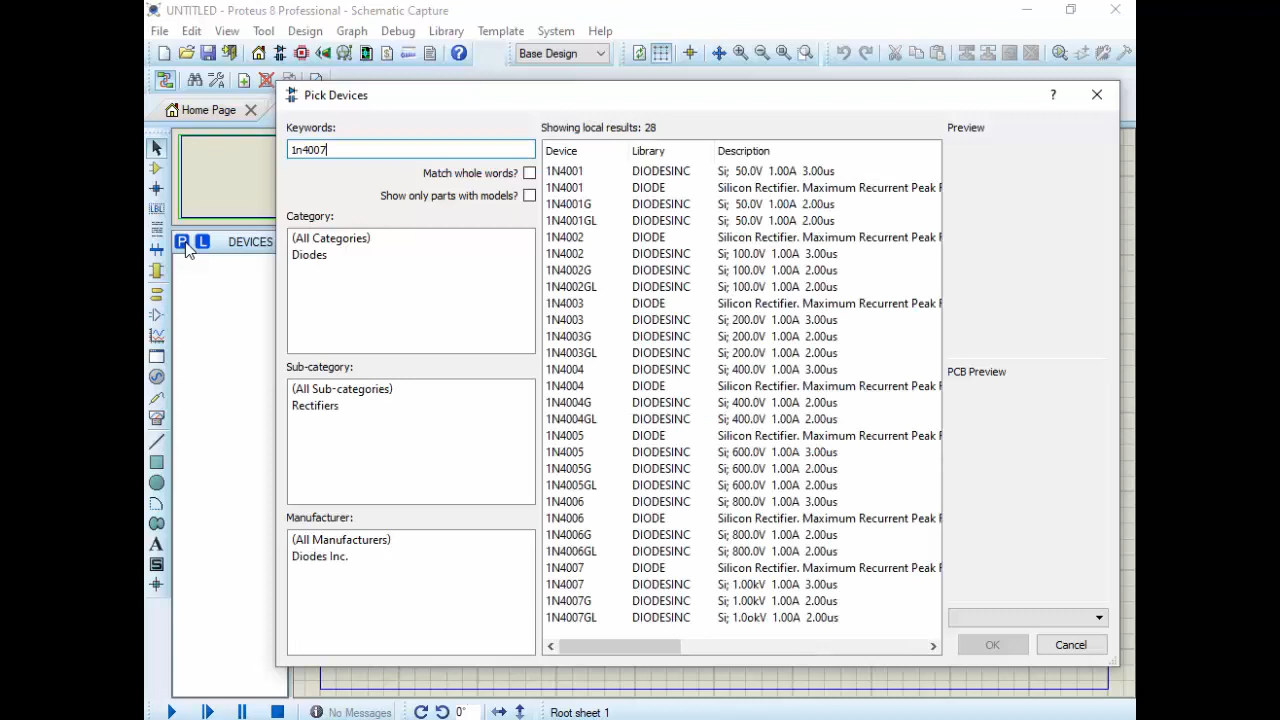 UNTITLED - Proteus 8 Professional - Schematic Capture
File Edit View Tool Design Graph Debug Library Template System Help
Base Design
Home Page
Pick Devices
Keywords:
1n4007
Match whole words?
Show only parts with models?
Category:
(All Categories)
Diodes
Sub-category:
(All Sub-categories)
Rectifiers
Manufacturer:
(All Manufacturers)
Diodes Inc.
Showing local results: 28
Device Library Description
1N4001 DIODESINC Si; 50.0V 1.00A 3.00us
1N4001 DIODE Silicon Rectifier. Maximum Recurrent Peak
1N4001G DIODESINC Si; 50.0V 1.00A 2.00us
1N4001GL DIODESINC Si; 50.0V 1.00A 2.00us
1N4002 DIODE Silicon Rectifier. Maximum Recurrent Peak
1N4002 DIODESINC Si; 100.0V 1.00A 3.00us
1N4002G DIODESINC Si; 100.0V 1.00A 2.00us
1N4002GL DIODESINC Si; 100.0V 1.00A 2.00us
1N4003 DIODE Silicon Rectifier. Maximum Recurrent Peak
1N4003 DIODESINC Si; 200.0V 1.00A 3.00us
1N4003G DIODESINC Si; 200.0V 1.00A 2.00us
1N4003GL DIODESINC Si; 200.0V 1.00A 2.00us
1N4004 DIODESINC Si; 400.0V 1.00A 3.00us
1N4004 DIODE Silicon Rectifier. Maximum Recurrent Peak
1N4004G DIODESINC Si; 400.0V 1.00A 2.00us
1N4004GL DIODESINC Si; 400.0V 1.00A 2.00us
1N4005 DIODE Silicon Rectifier. Maximum Recurrent Peak
1N4005 DIODESINC Si; 600.0V 1.00A 3.00us
1N4005G DIODESINC Si; 600.0V 1.00A 2.00us
1N4005GL DIODESINC Si; 600.0V 1.00A 2.00us
1N4006 DIODESINC Si; 800.0V 1.00A 3.00us
1N4006 DIODE Silicon Rectifier. Maximum Recurrent Peak
1N4006G DIODESINC Si; 800.0V 1.00A 2.00us
1N4006GL DIODESINC Si; 800.0V 1.00A 2.00us
1N4007 DIODE Silicon Rectifier. Maximum Recurrent Peak
1N4007 DIODESINC Si; 1.00kV 1.00A 3.00us
1N4007G DIODESINC Si; 1.00kV 1.00A 2.00us
1N4007GL DIODESINC Si; 1.0okV 1.00A 2.00us
Preview
PCB Preview
OK Cancel
P L DEVICES
LBL
A
S
No Messages 0° Root sheet 1